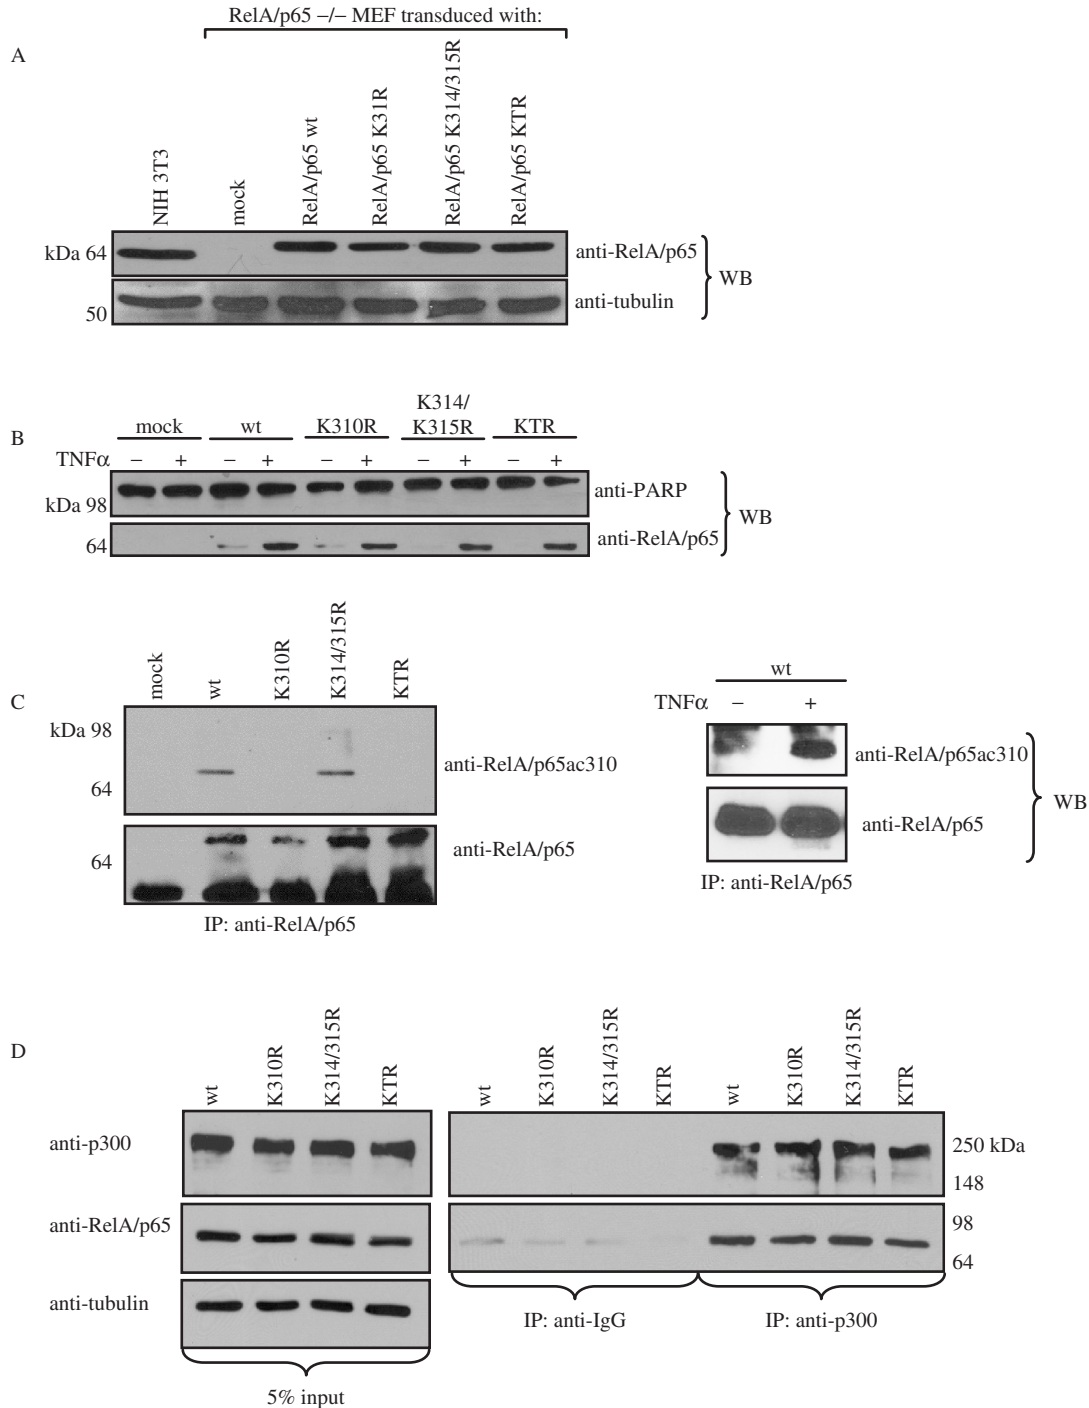 RelA/p65 −/− MEF transduced with:
A
NIH 3T3
mock
RelA/p65 wt
RelA/p65 K31R
RelA/p65 K314/315R
RelA/p65 KTR
kDa 64
anti-RelA/p65
WB
50
anti-tubulin
B
mock
wt
K310R
K314/
K315R
KTR
TNFα − + − + − + − + − +
kDa 98
anti-PARP
WB
64
anti-RelA/p65
C
mock
wt
K310R
K314/315R
KTR
kDa 98
64
anti-RelA/p65ac310
64
anti-RelA/p65
IP: anti-RelA/p65
wt
TNFα − +
anti-RelA/p65ac310
WB
anti-RelA/p65
IP: anti-RelA/p65
D
wt
K310R
K314/315R
KTR
wt
K310R
K314/315R
KTR
wt
K310R
K314/315R
KTR
anti-p300
250 kDa
148
anti-RelA/p65
98
64
anti-tubulin
IP: anti-IgG
IP: anti-p300
5% input